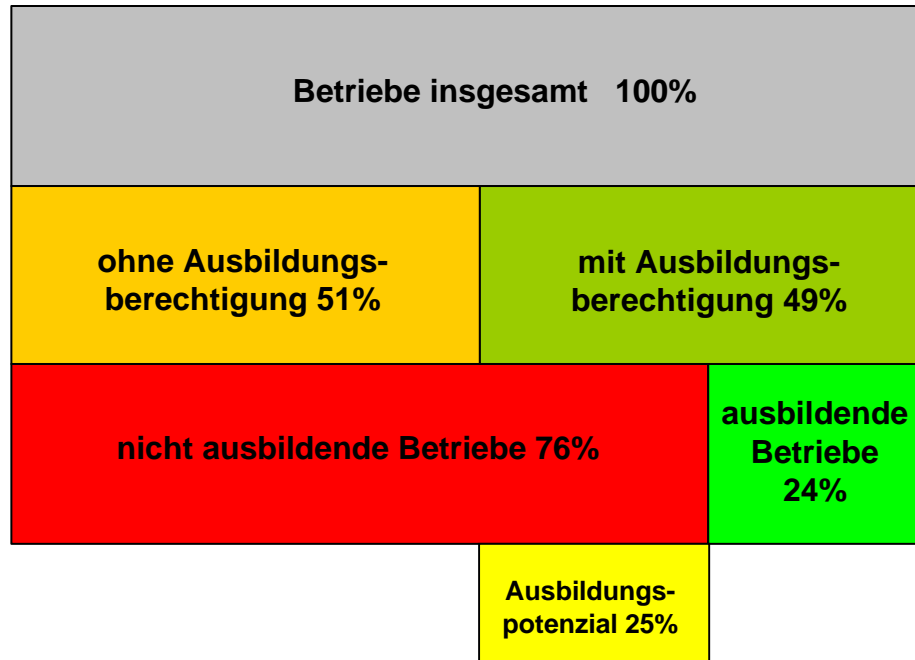 Betriebe insgesamt 100%
ohne Ausbildungs-
berechtigung 51%
mit Ausbildungs-
berechtigung 49%
nicht ausbildende Betriebe 76%
ausbildende
Betriebe
24%
Ausbildungs-
potenzial 25%